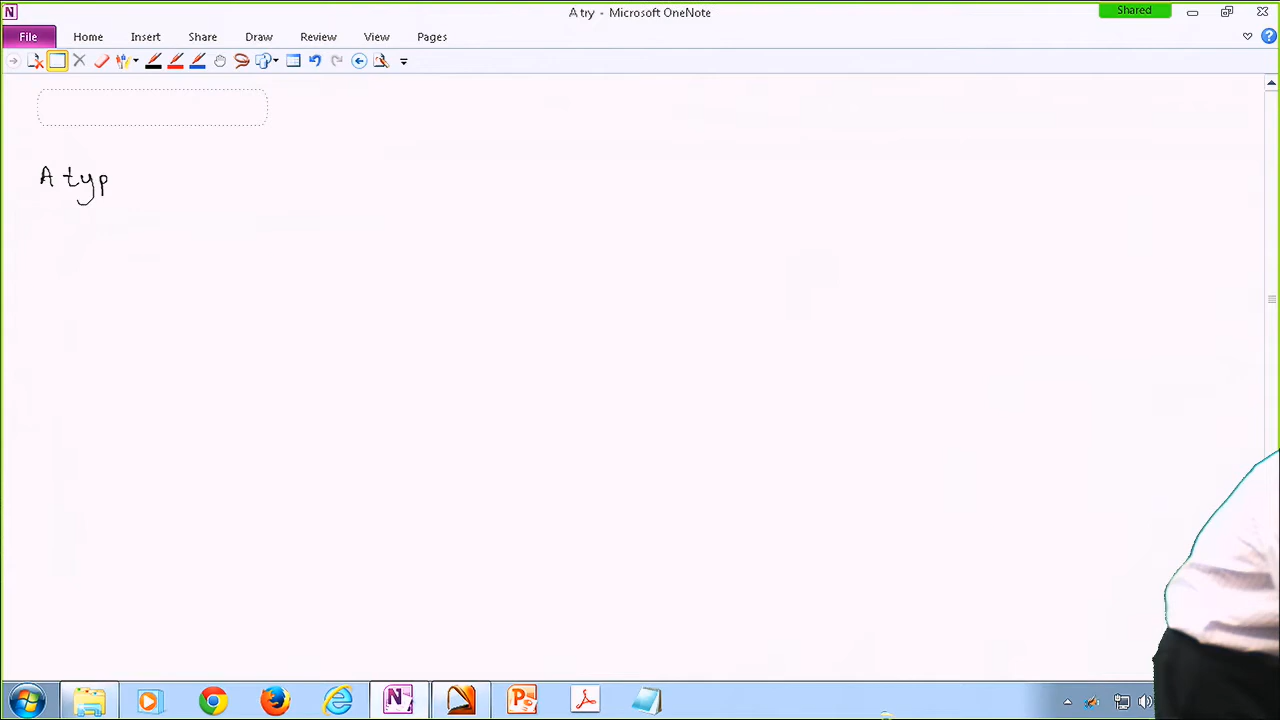 A try - Microsoft OneNote
Shared
File Home Insert Share Draw Review View Pages
A typ